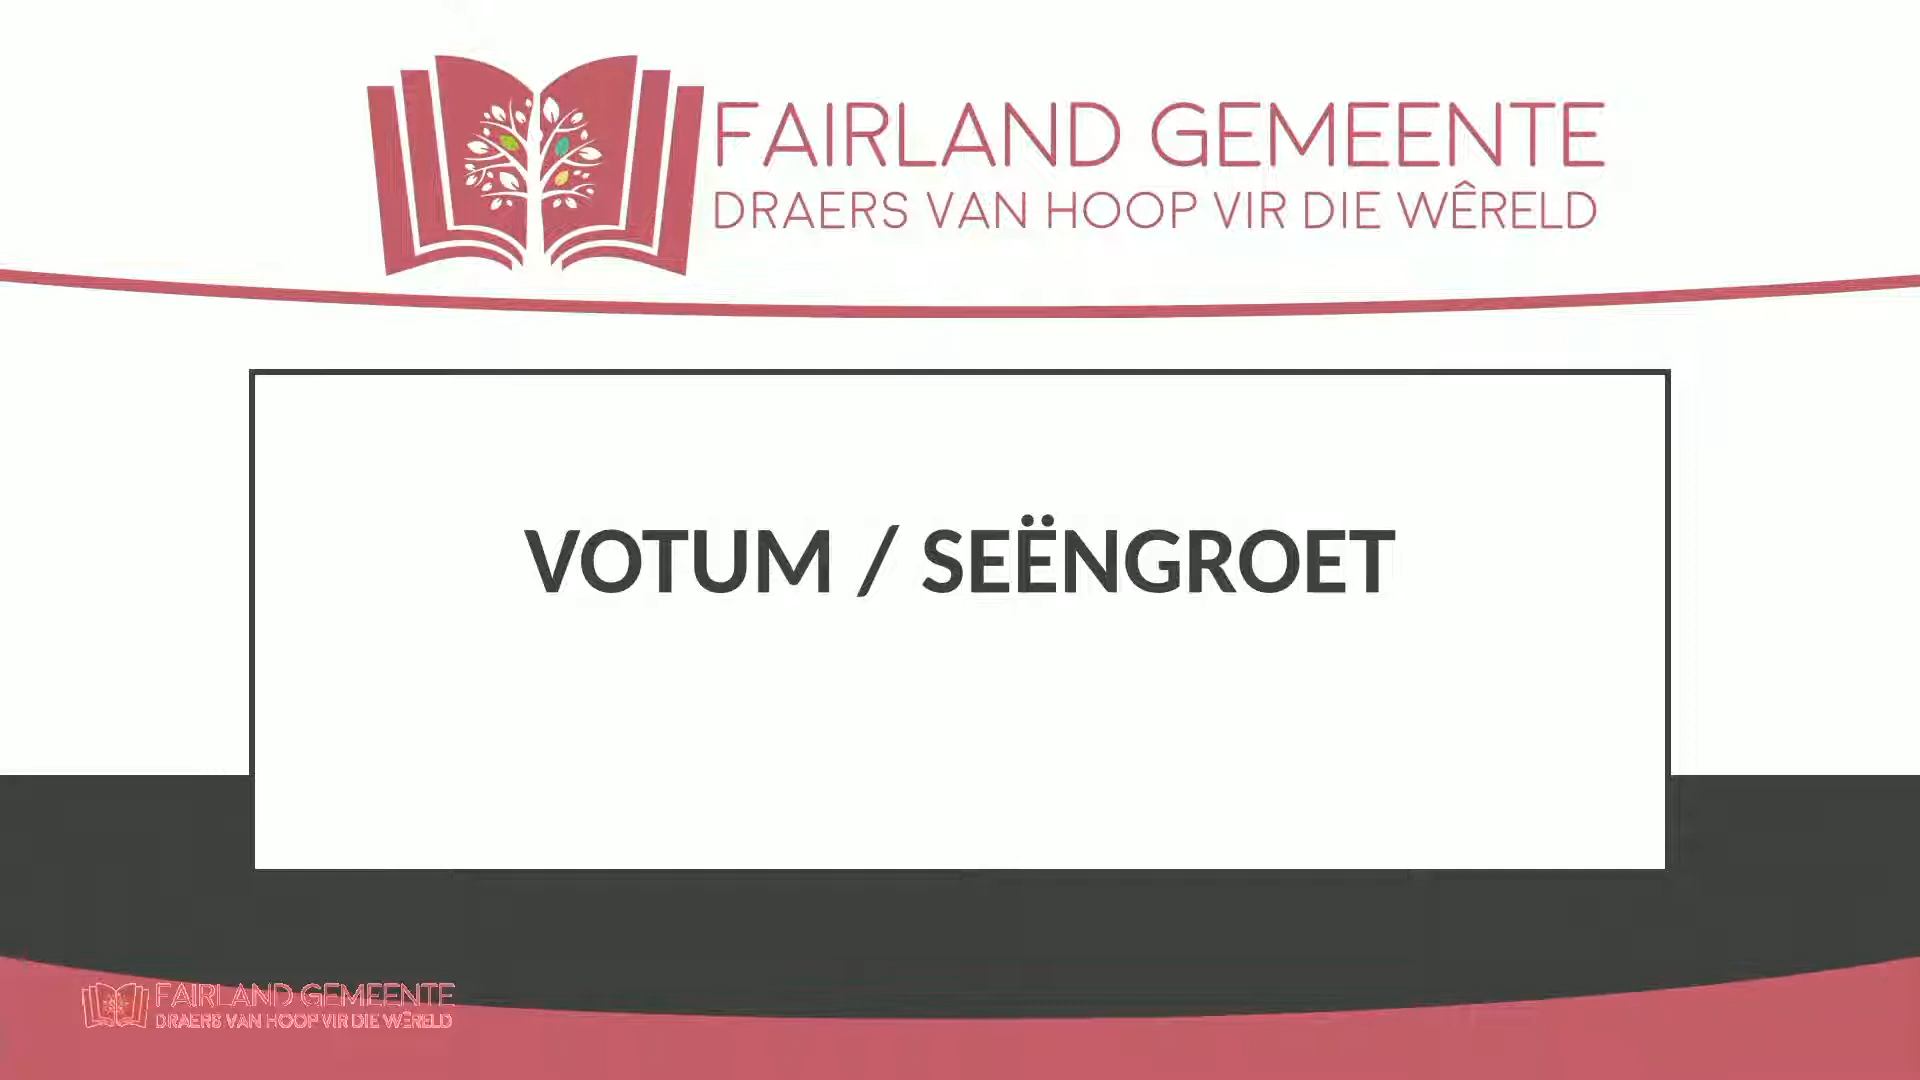 FAIRLAND GEMEENTE
DRAERS VAN HOOP VIR DIE WÊRELD
VOTUM / SEËNGROET
FAIRLAND GEMEENTE
DRAERS VAN HOOP VIR DIE WÊRELD